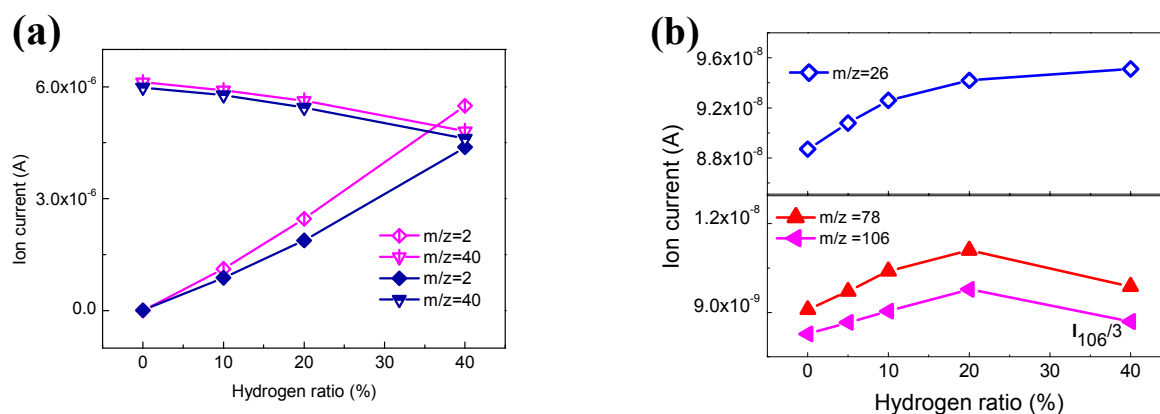 (a)
6.0x10⁻⁶
3.0x10⁻⁶
0.0
Ion current (A)
m/z=2
m/z=40
m/z=2
m/z=40
0 10 20 30 40
Hydrogen ratio (%)
(b)
9.6x10⁻⁸
9.2x10⁻⁸
8.8x10⁻⁸
m/z=26
1.2x10⁻⁸
9.0x10⁻⁹
Ion current (A)
m/z =78
m/z =106
I₁₀₆/3
0 10 20 30 40
Hydrogen ratio (%)